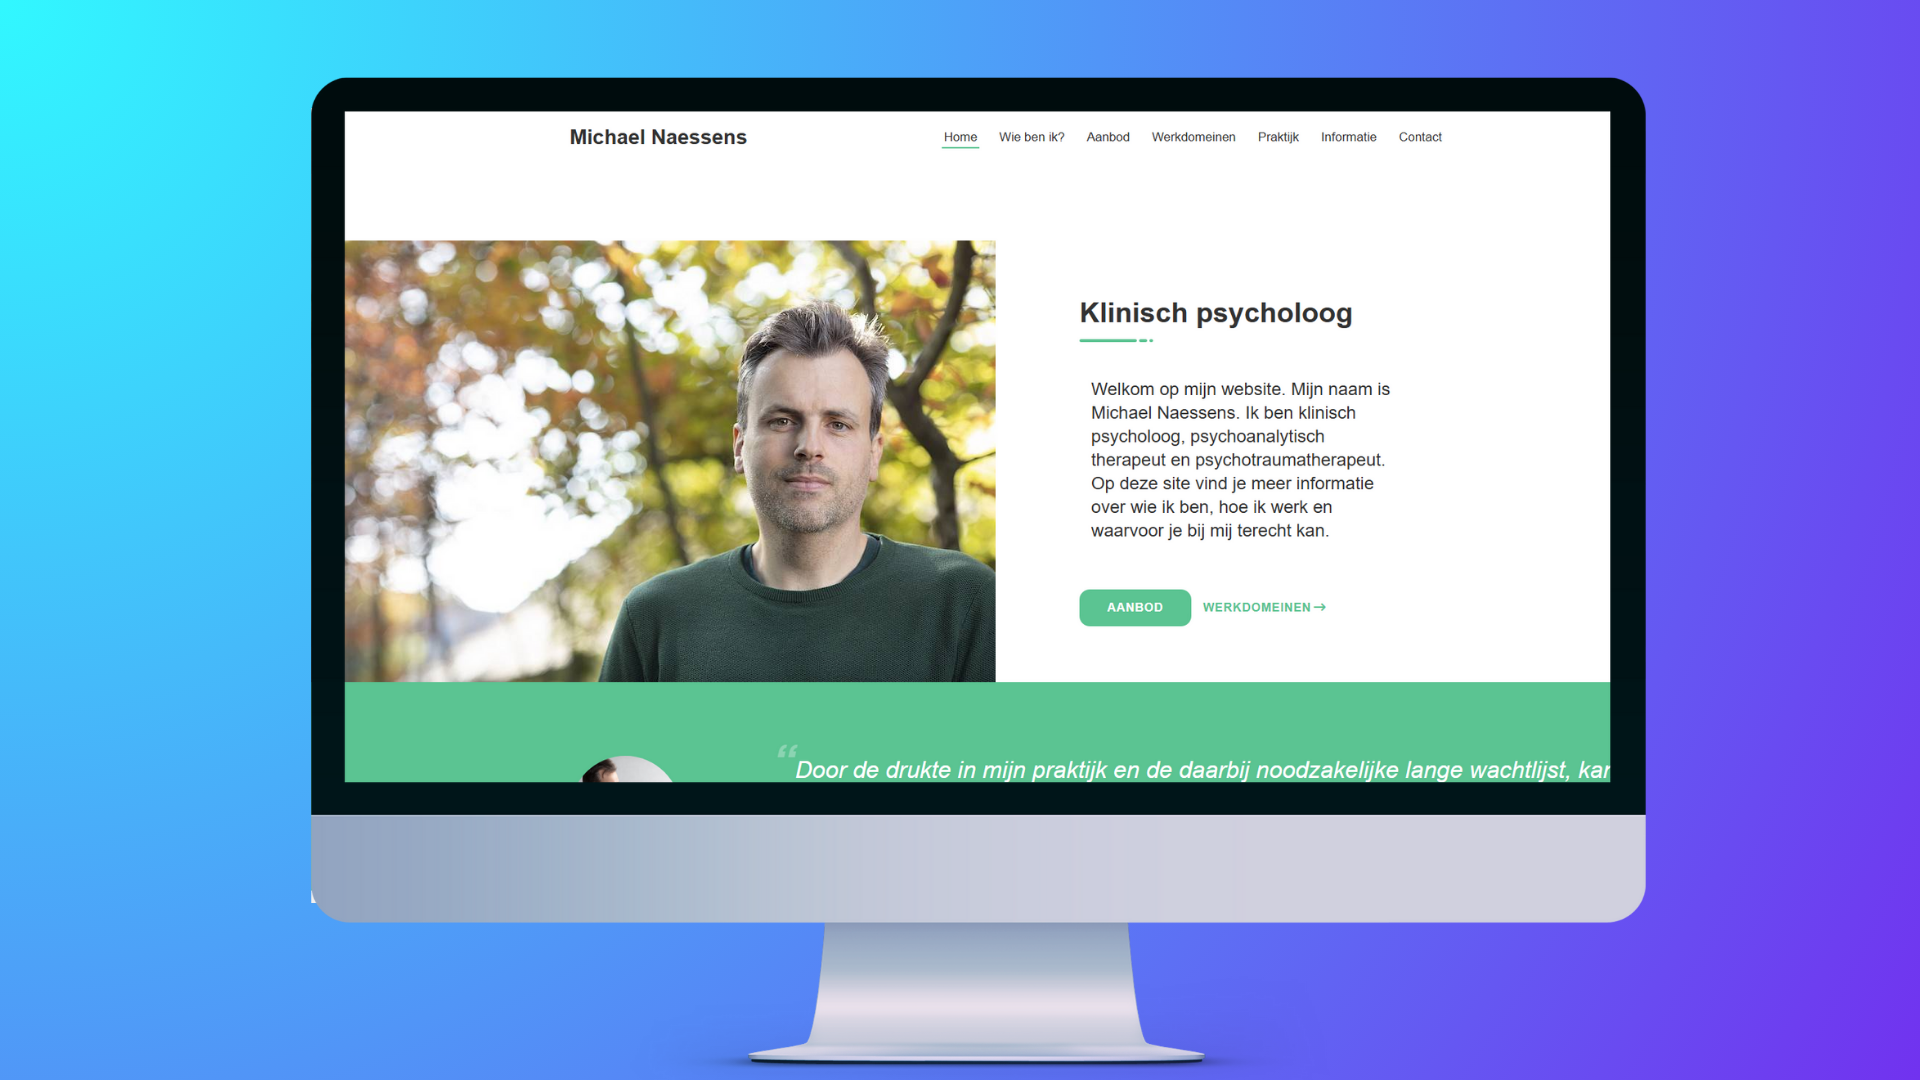 Michael Naessens
Home Wie ben ik? Aanbod Werkdomeinen Praktijk Informatie Contact
Klinisch psycholoog
Welkom op mijn website. Mijn naam is
Michael Naessens. Ik ben klinisch
psycholoog, psychoanalytisch
therapeut en psychotraumatherapeut.
Op deze site vind je meer informatie
over wie ik ben, hoe ik werk en
waarvoor je bij mij terecht kan.
AANBOD WERKDOMEINEN→
“Door de drukte in mijn praktijk en de daarbij noodzakelijke lange wachtlijst,